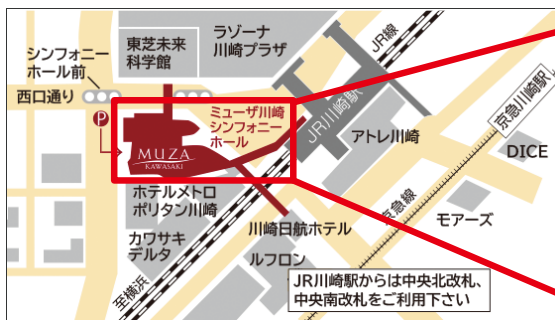 ラゾーナ
川崎プラザ
東芝未来
科学館
シンフォニー
ホール前
西口通り
JR線
京急川崎駅
P
ミューザ川崎
シンフォニー
ホール
JR川崎駅
アトレ川崎
MUZA
KAWASAKI
DICE
ホテルメトロ
ポリタン川崎
京急線
モアーズ
川崎日航ホテル
カワサキ
デルタ
ルフロン
至横浜
JR川崎駅からは中央北改札、
中央南改札をご利用下さい